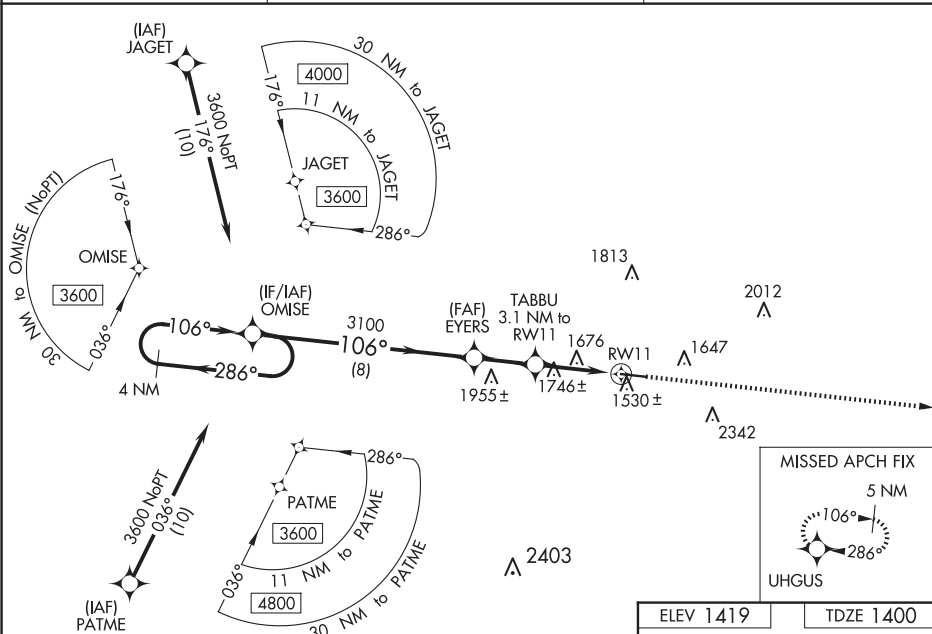 (IAF)
JAGET
3600 NoPT
176°
(10)
30 NM to JAGET
4000
176°
11 NM to JAGET
JAGET
3600
286°
30 NM to OMISE (NoPT)
176°
OMISE
3600
036°
(IF/IAF)
OMISE
106°
286°
4 NM
3100
106°
(8)
(FAF)
EYERS
TABBU
3.1 NM to
RW11
1813
2012
1676
RW11
1647
1955±
1746±
1530±
2342
3600 NoPT
036°
(10)
(IAF)
PATME
286°
PATME
3600
036°
11 NM to PATME
4800
30 NM to PATME
2403
MISSED APCH FIX
5 NM
106°
286°
UHGUS
ELEV 1419
TDZE 1400